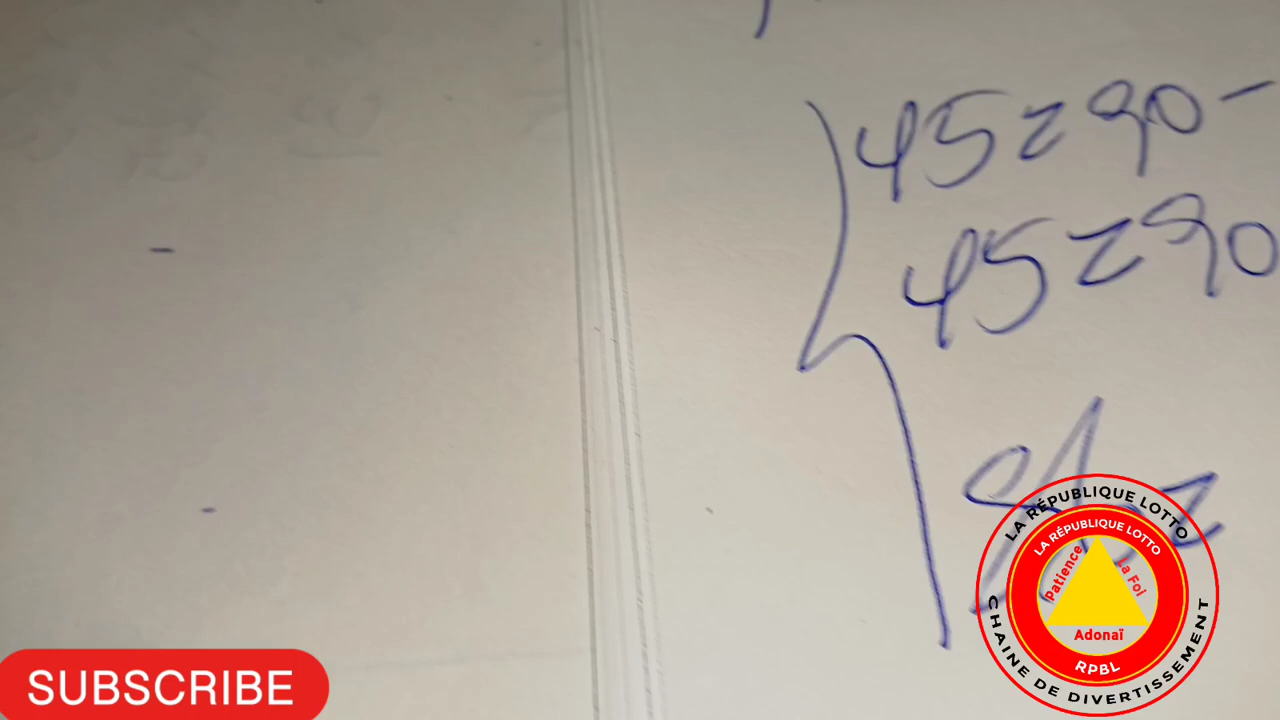 45 = 90 -
45 = 90
LA RÉPUBLIQUE LOTTO
LA RÉPUBLIQUE LOTTO
Patience
La Foi
Adonaï
RPBL
CHAINE DE DIVERTISSEMENT
SUBSCRIBE